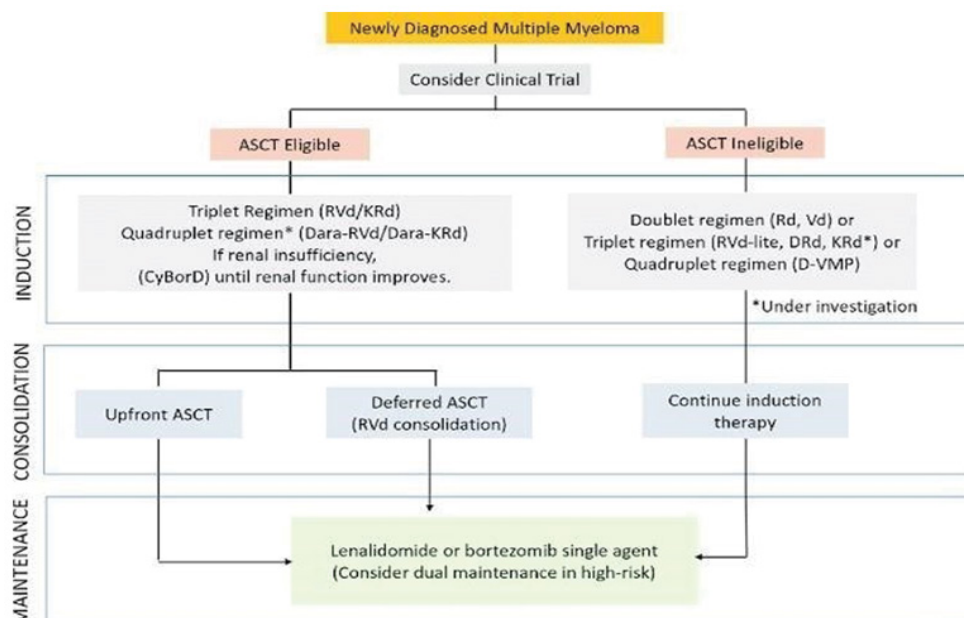 Newly Diagnosed Multiple Myeloma
Consider Clinical Trial
ASCT Eligible
ASCT Ineligible
INDUCTION
Triplet Regimen (RVd/KRd)
Quadruplet regimen* (Dara-RVd/Dara-KRd)
If renal insufficiency,
(CyBorD) until renal function improves.
Doublet regimen (Rd, Vd) or
Triplet regimen (RVd-lite, DRd, KRd*) or
Quadruplet regimen (D-VMP)
*Under investigation
CONSOLIDATION
Upfront ASCT
Deferred ASCT
(RVd consolidation)
Continue induction
therapy
MAINTENANCE
Lenalidomide or bortezomib single agent
(Consider dual maintenance in high-risk)